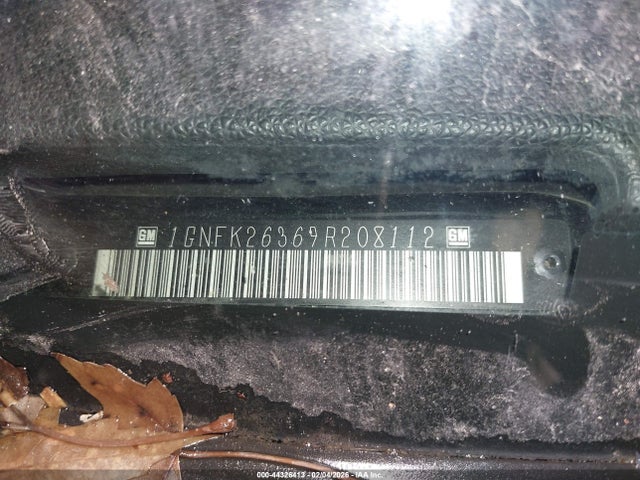 GM 1GNFK26369R208112 GM
000-44326413 | 02/04/2026 - IAA, Inc.